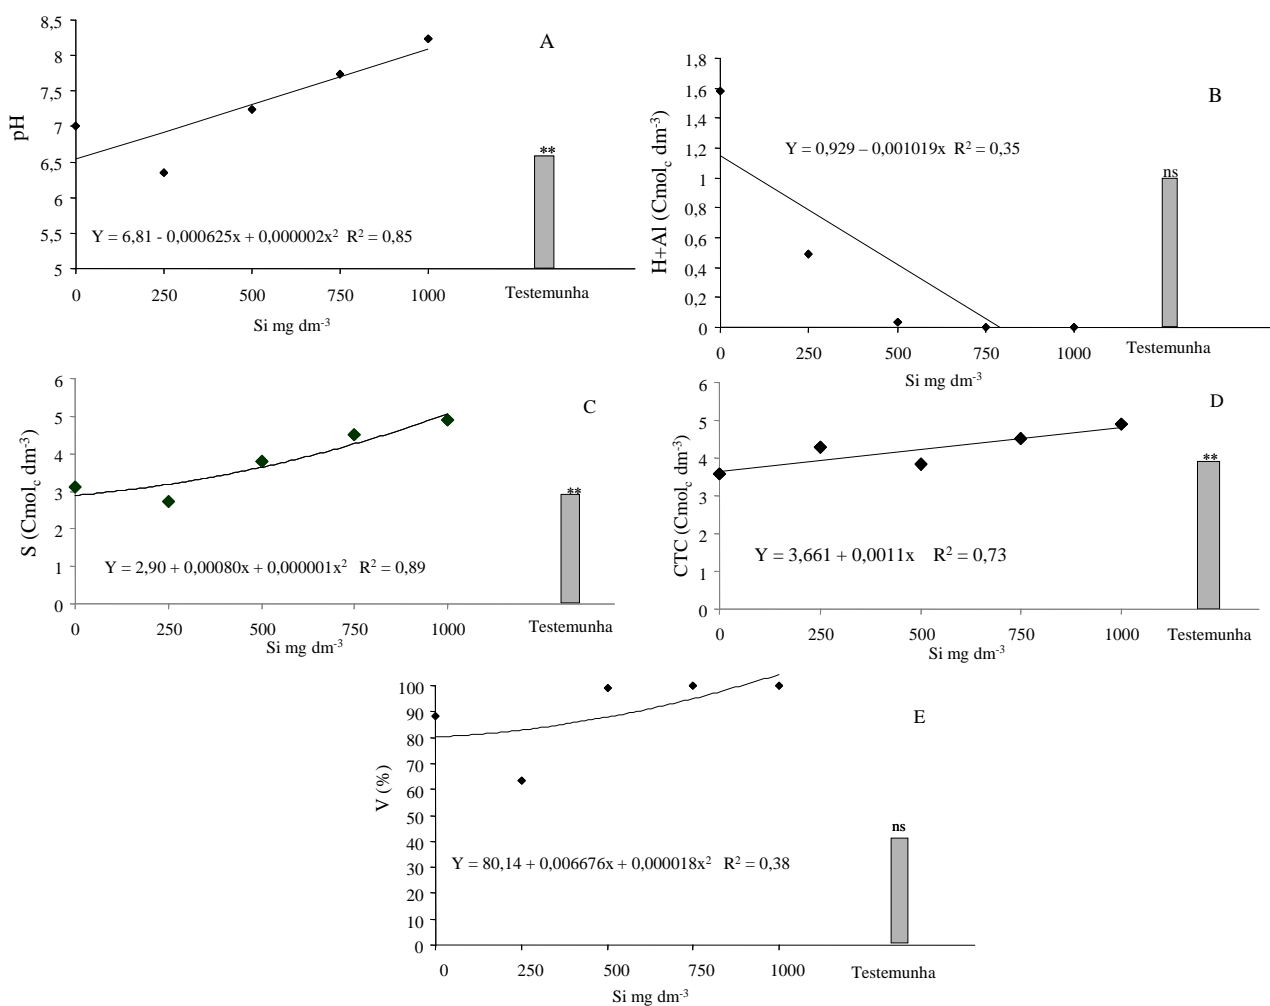 A
8,5
8
7,5
7
6,5
6
5,5
5
pH
**
Y = 6,81 - 0,000625x + 0,000002x² R² = 0,85
0 250 500 750 1000 Testemunha
Si mg dm⁻³
B
1,8
1,6
1,4
1,2
1
0,8
0,6
0,4
0,2
0
H+Al (Cmol_c dm⁻³)
Y = 0,929 – 0,001019x R² = 0,35
ns
0 250 500 750 1000 Testemunha
Si mg dm⁻³
C
6
5
4
3
2
1
0
S (Cmol_c dm⁻³)
**
Y = 2,90 + 0,00080x + 0,000001x² R² = 0,89
0 250 500 750 1000 Testemunha
Si mg dm⁻³
D
6
5
4
3
2
1
0
CTC (Cmol_c dm⁻³)
**
Y = 3,661 + 0,0011x R² = 0,73
0 250 500 750 1000 Testemunha
Si mg dm⁻³
E
100
90
80
70
60
50
40
30
20
10
0
V (%)
ns
Y = 80,14 + 0,006676x + 0,000018x² R² = 0,38
0 250 500 750 1000 Testemunha
Si mg dm⁻³